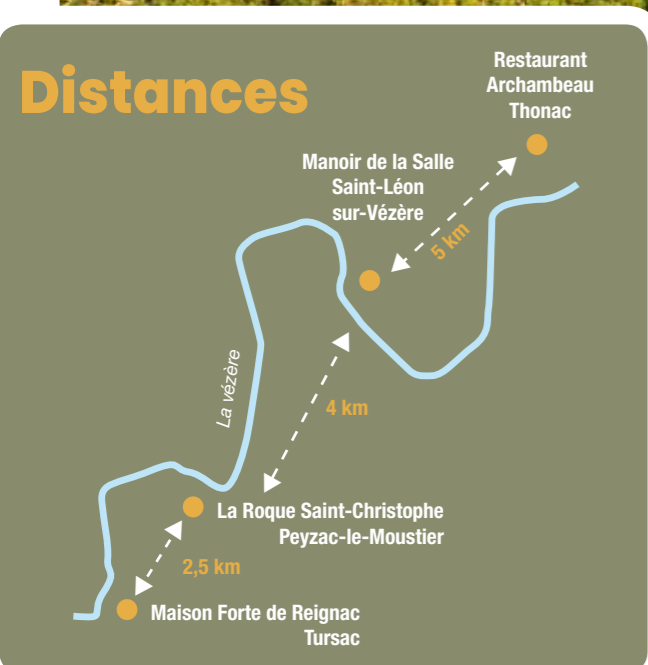 Distances
Restaurant
Archambeau
Thonac
Manoir de la Salle
Saint-Léon
sur-Vézère
5 km
La vézère
4 km
La Roque Saint-Christophe
Peyzac-le-Moustier
2,5 km
Maison Forte de Reignac
Tursac